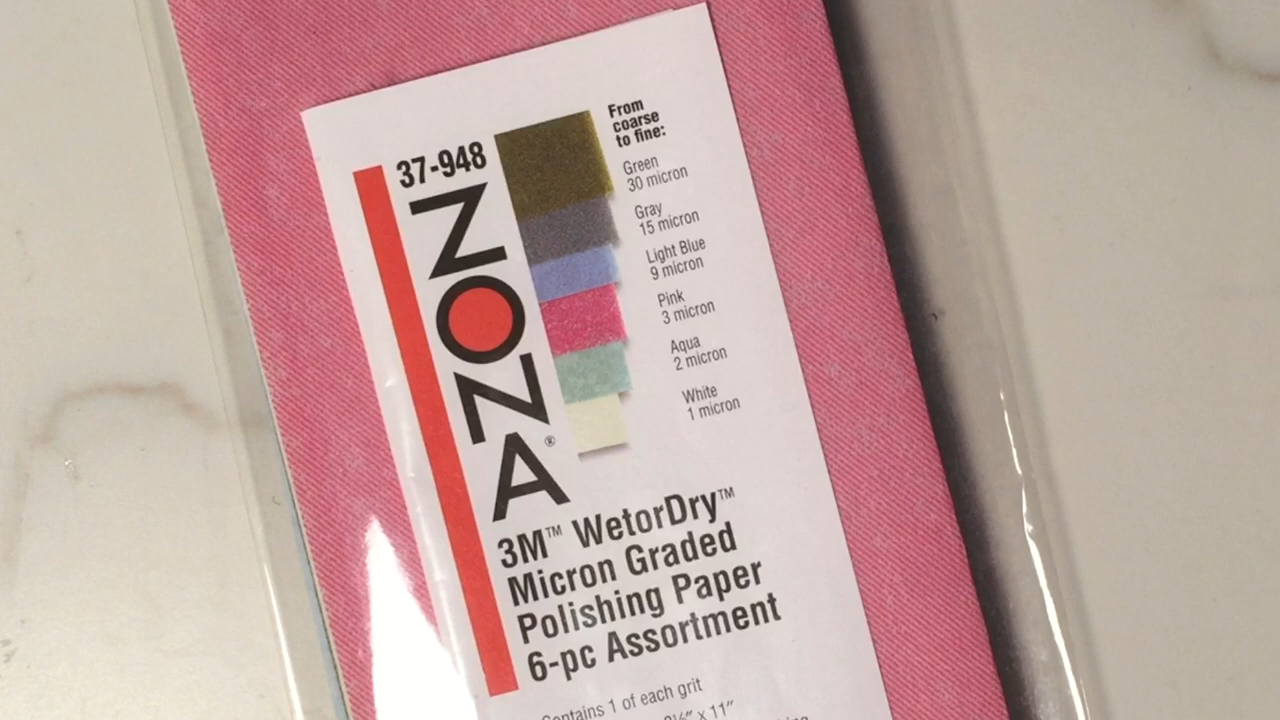 37-948
ZONA®
From
coarse
to fine:
Green
30 micron
Gray
15 micron
Light Blue
9 micron
Pink
3 micron
Aqua
2 micron
White
1 micron
3M™ WetorDry™
Micron Graded
Polishing Paper
6-pc Assortment
Contains 1 of each grit
x 11″